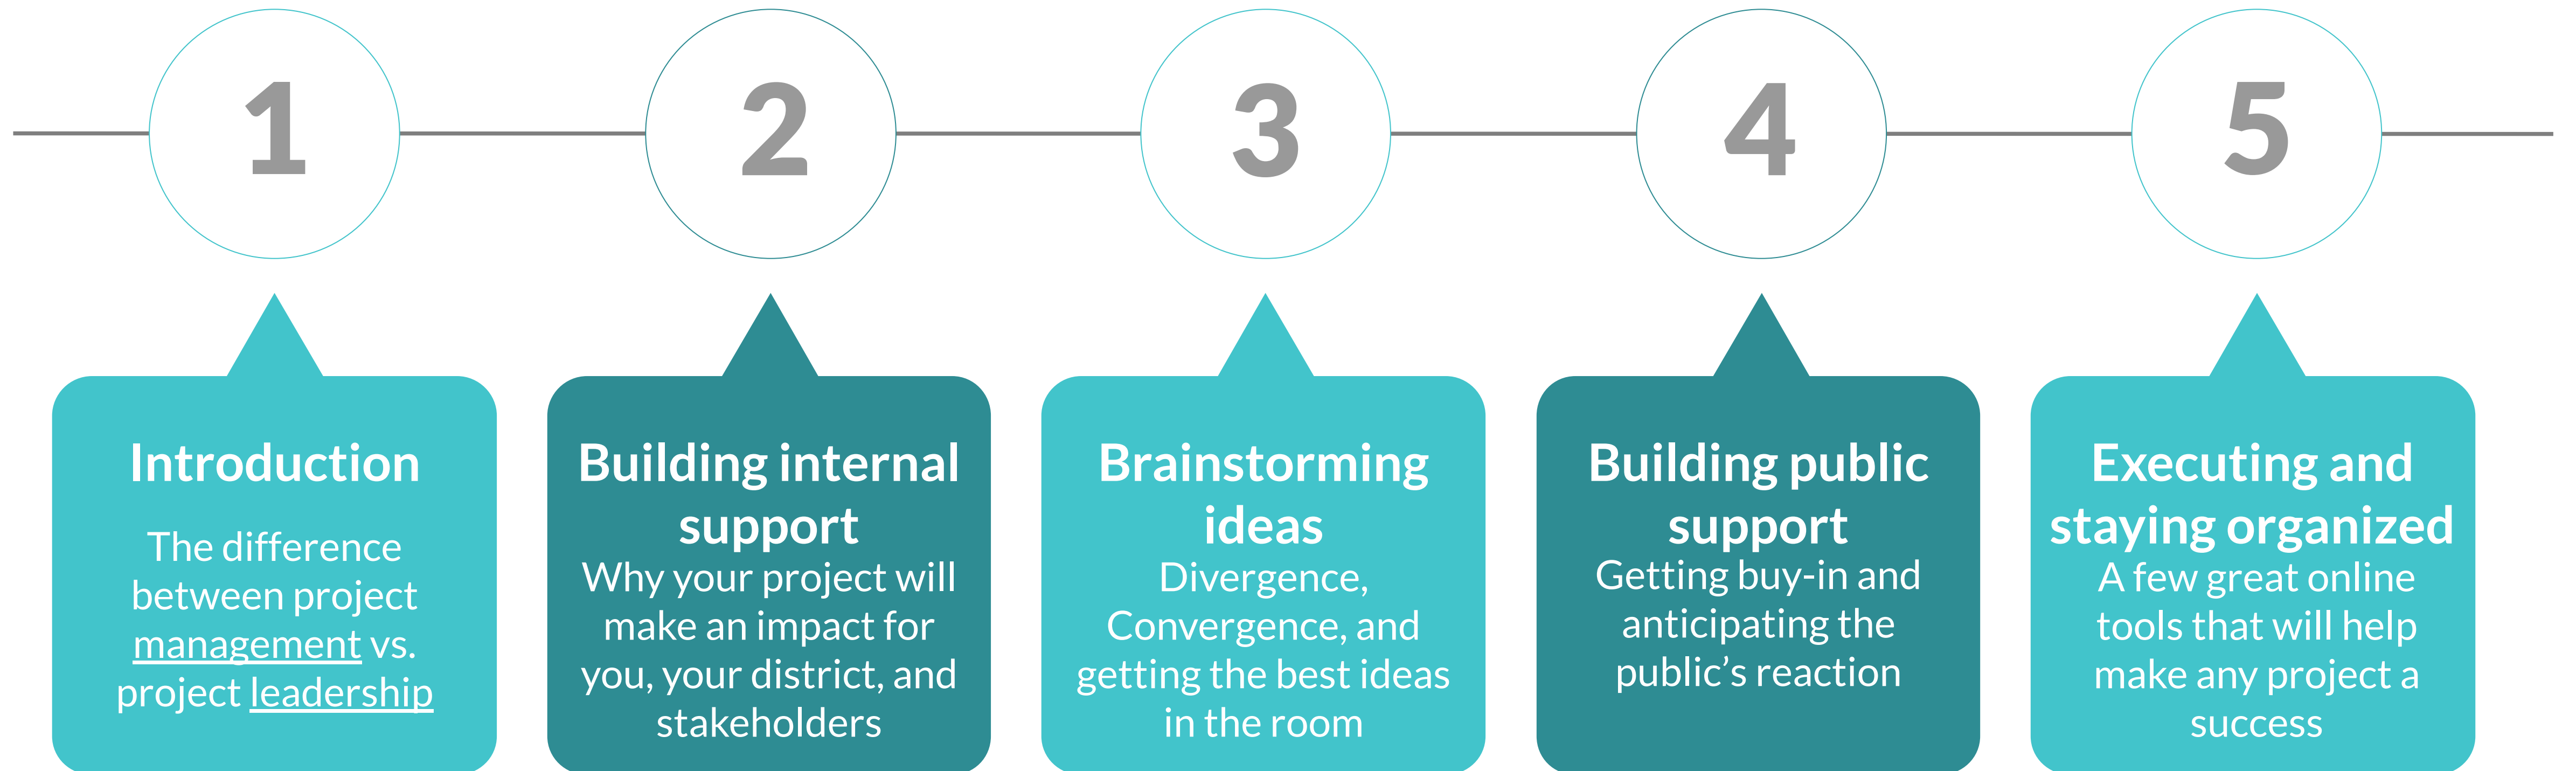 1
2
3
4
5
Introduction
The difference
between project
management vs.
project leadership
Building internal
support
Why your project will
make an impact for
you, your district, and
stakeholders
Brainstorming
ideas
Divergence,
Convergence, and
getting the best ideas
in the room
Building public
support
Getting buy-in and
anticipating the
public’s reaction
Executing and
staying organized
A few great online
tools that will help
make any project a
success